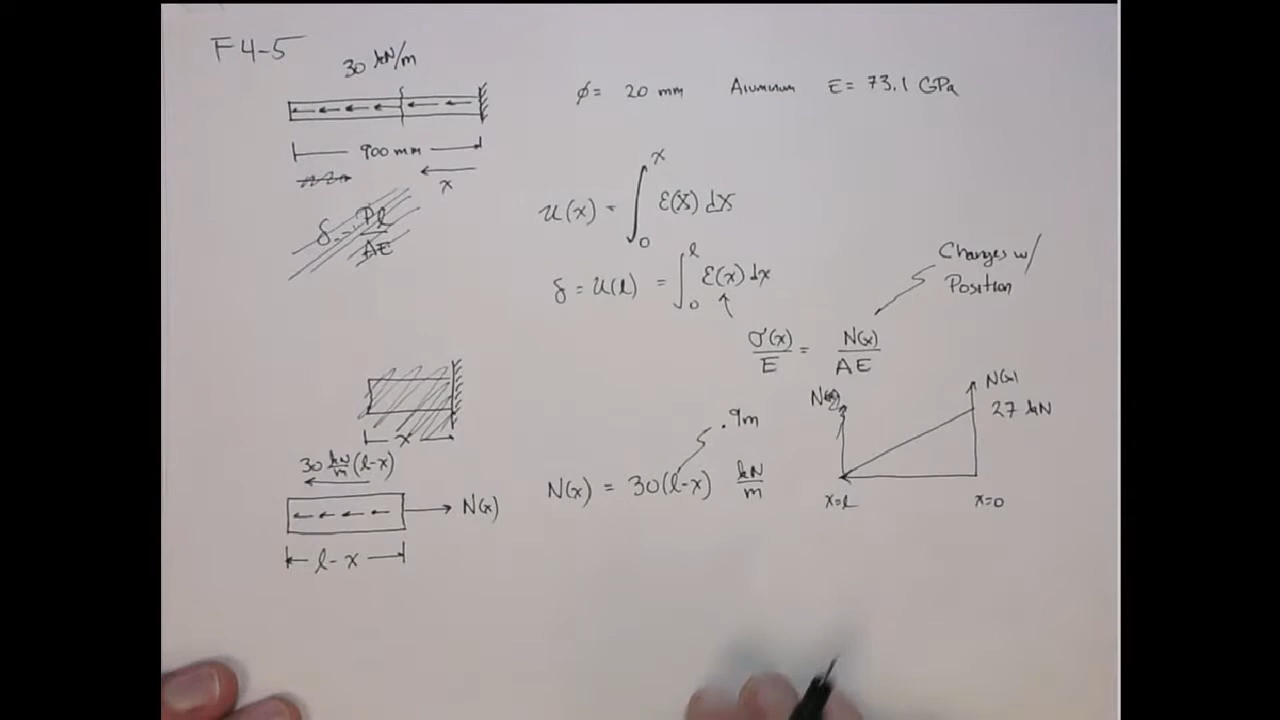 F4-5
30 kN/m
φ = 20 mm Aluminum E = 73.1 GPa
900 mm
x
δ = Pl/AE
u(x) = ∫₀ˣ ε(x) dx
δ = u(l) = ∫₀ˡ ε(x) dx
Changes w/
Position
σ(x)/E = N(x)/AE
x
30 kN/m (l-x)
N(x)
l-x
.9m
N(x) = 30(l-x) kN/m
N(x)
27 kN
x=l
x=0